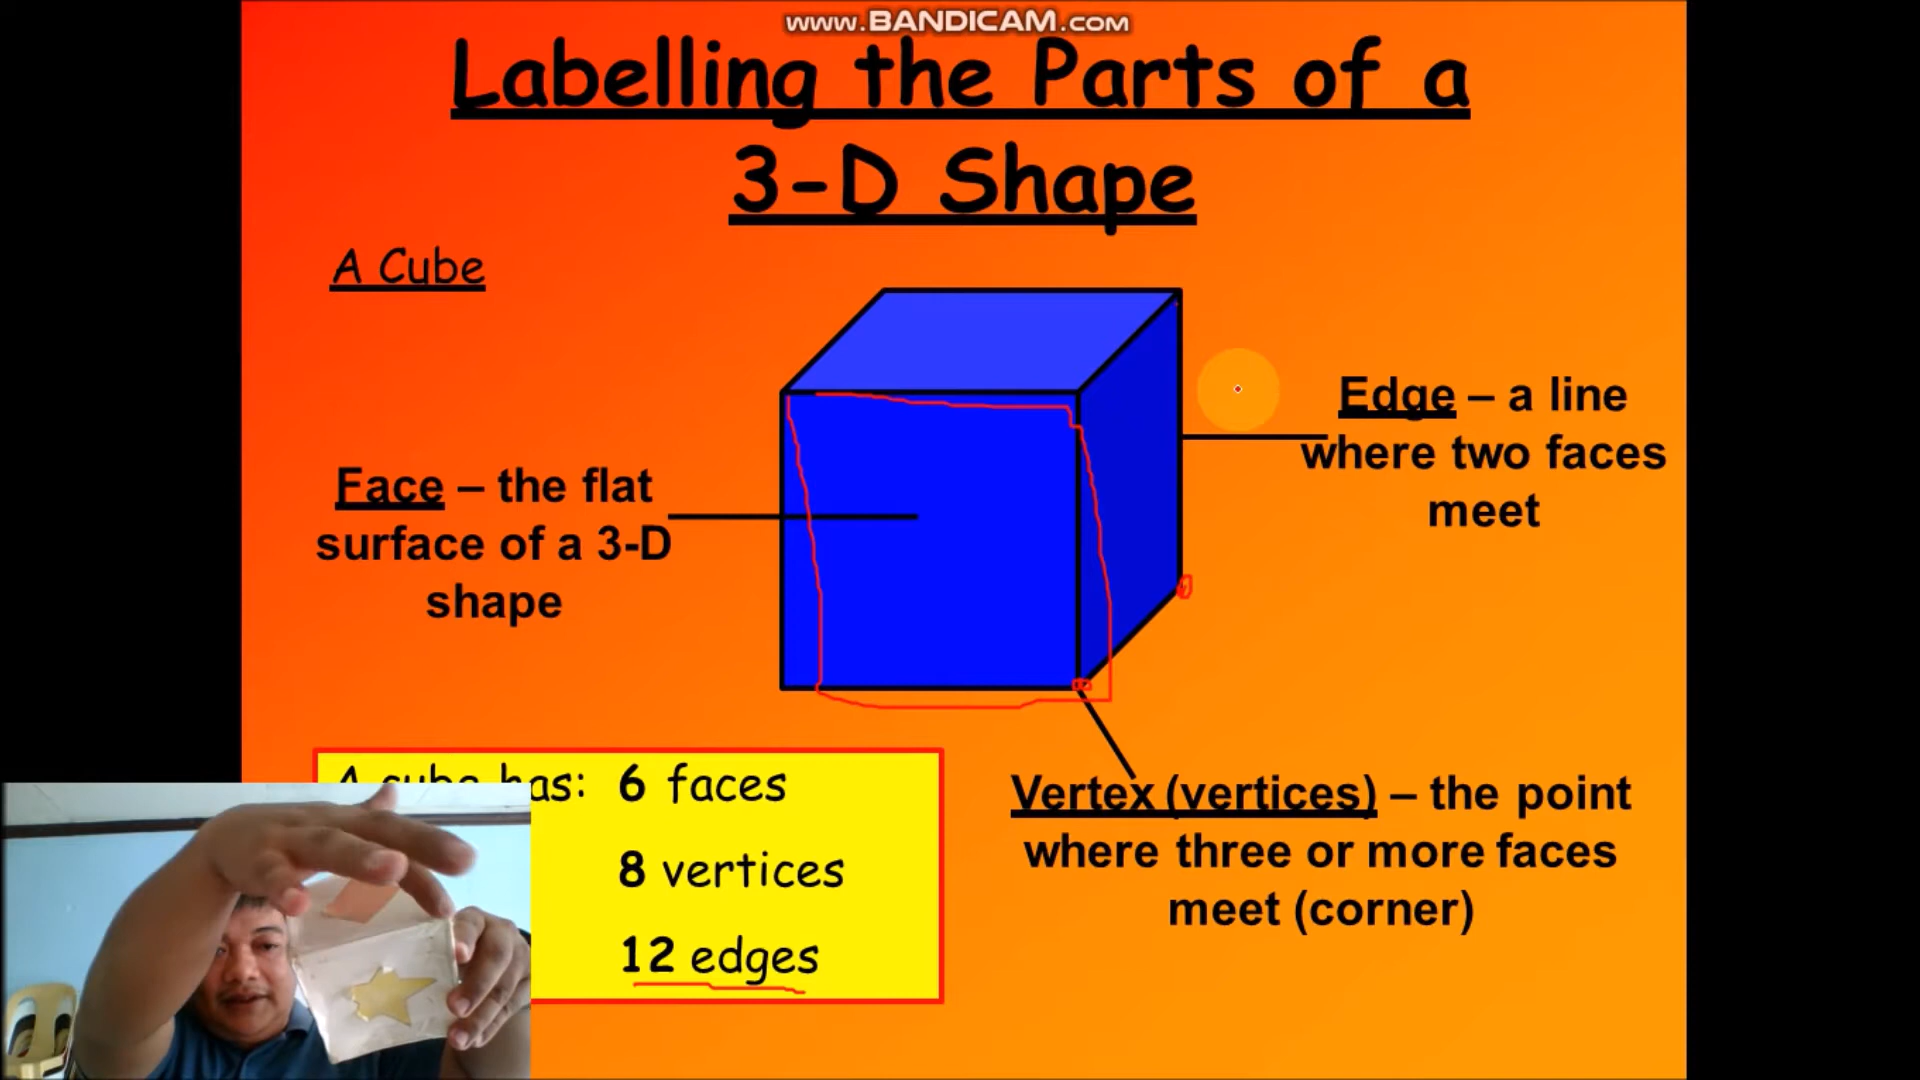 www.BANDICAM.com
Labelling the Parts of a
3-D Shape
A Cube
Edge – a line
where two faces
meet
Face – the flat
surface of a 3-D
shape
A cube has: 6 faces
8 vertices
12 edges
Vertex (vertices) – the point
where three or more faces
meet (corner)